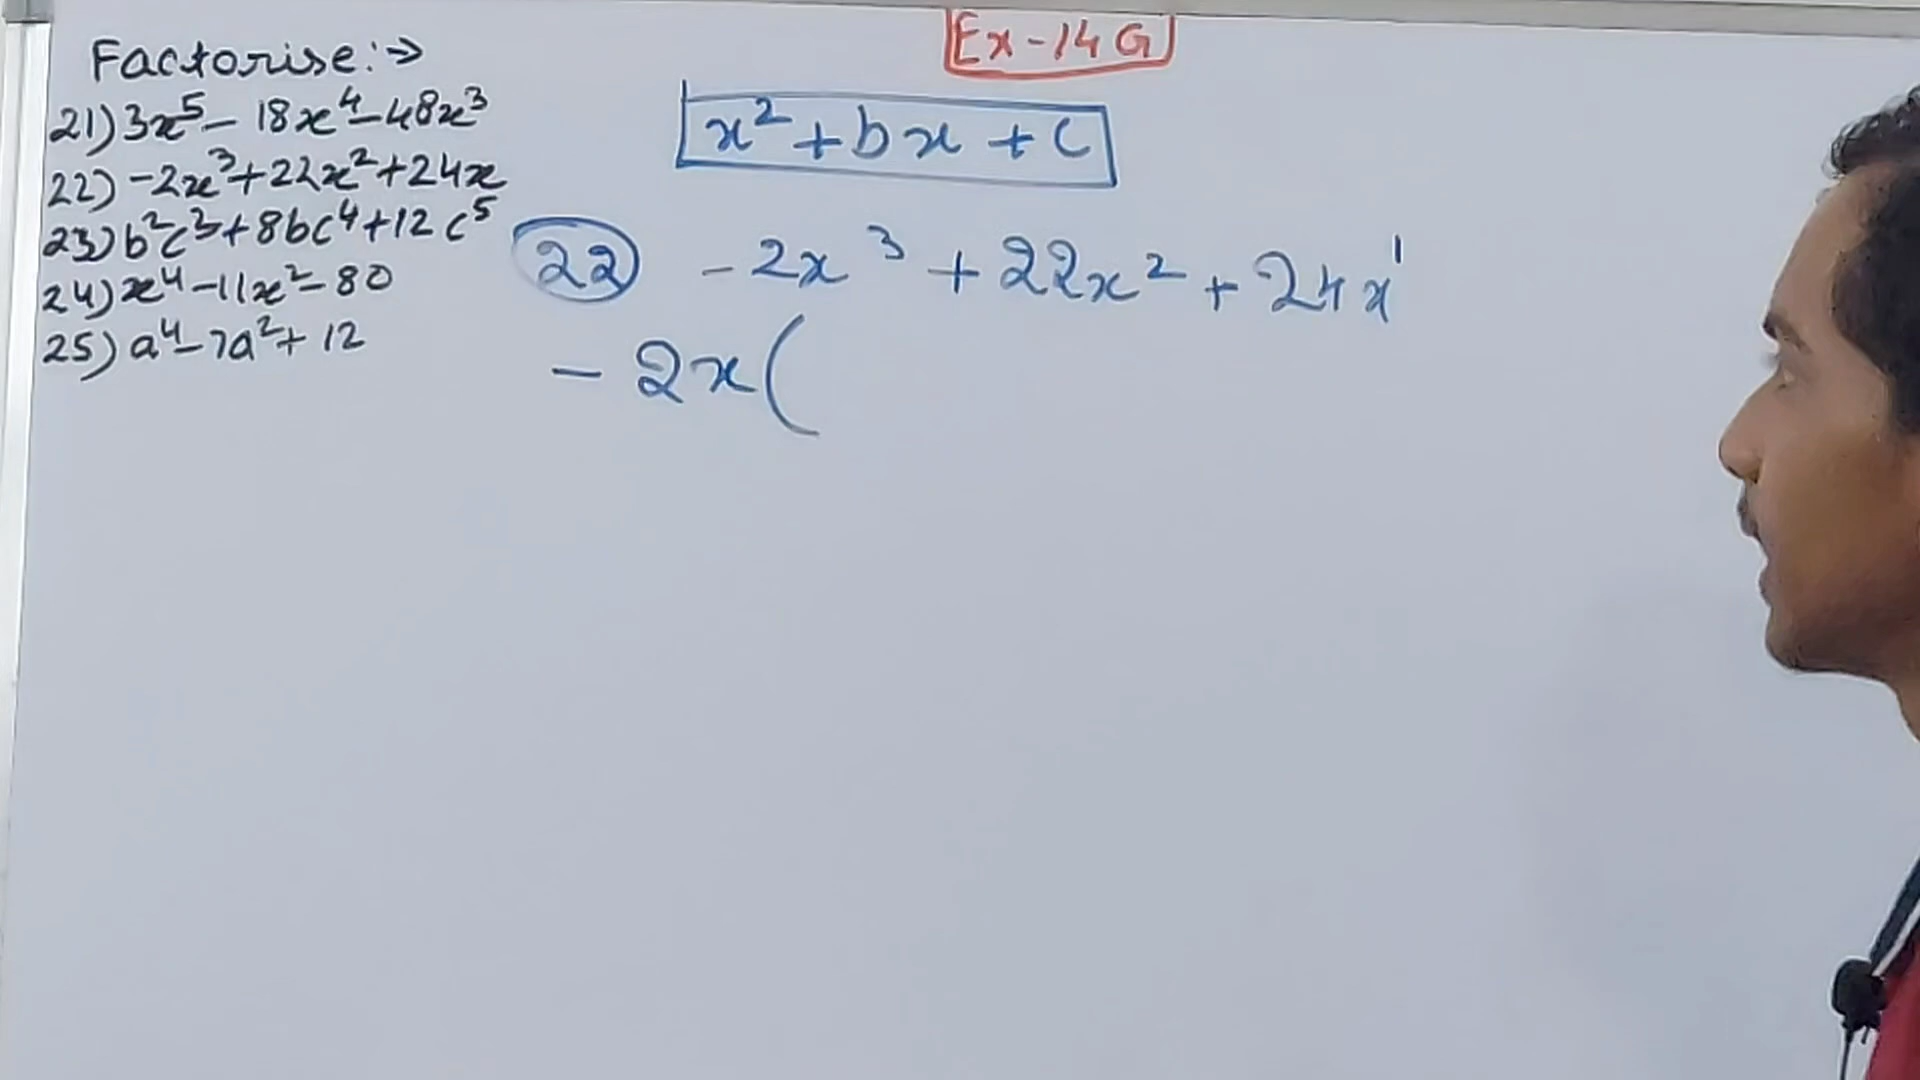 Ex-14G
Factorise:→
21) 3x⁵ - 18x⁴ - 48x³
22) -2x³ + 22x² + 24x
23) b²c³ + 8bc⁴ + 12c⁵
24) x⁴ - 11x² - 80
25) a⁴ - 7a² + 12
x² + bx + c
22 -2x³ + 22x² + 24x¹
-2x(